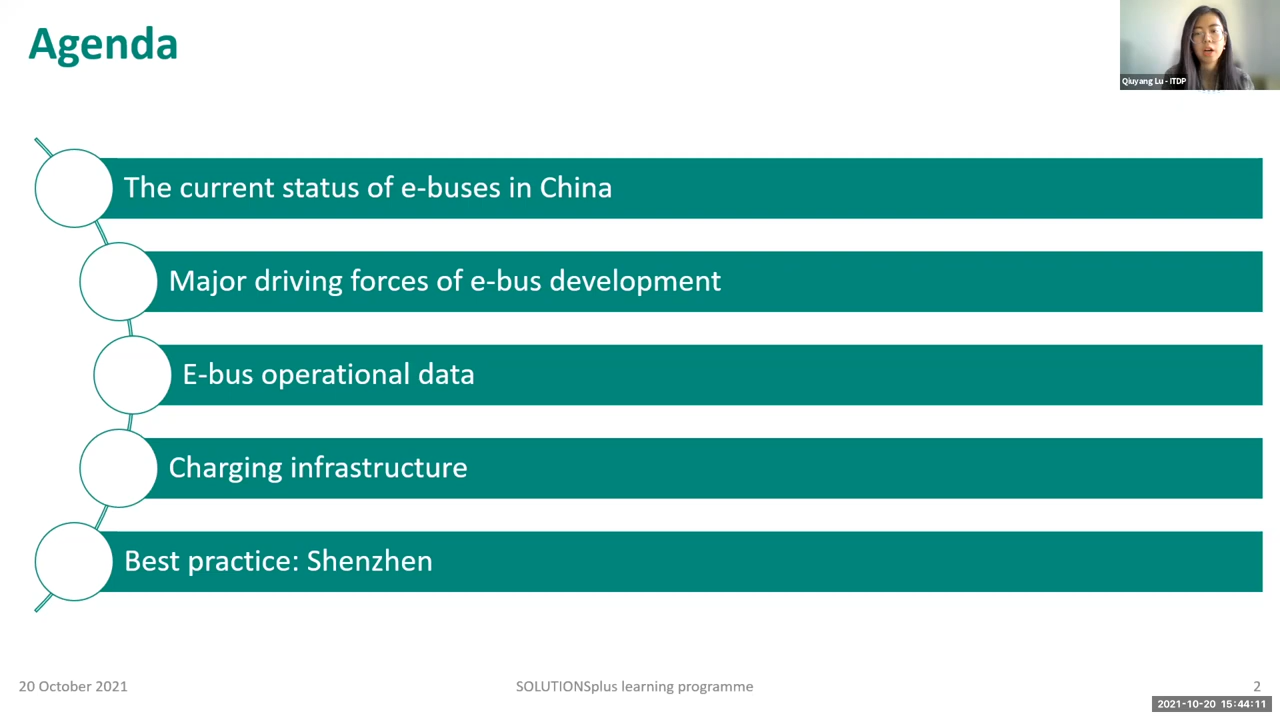 Agenda
Qiuyang Lu - ITDP
The current status of e-buses in China
Major driving forces of e-bus development
E-bus operational data
Charging infrastructure
Best practice: Shenzhen
20 October 2021
SOLUTIONSplus learning programme
2
2021-10-20 15:44:11